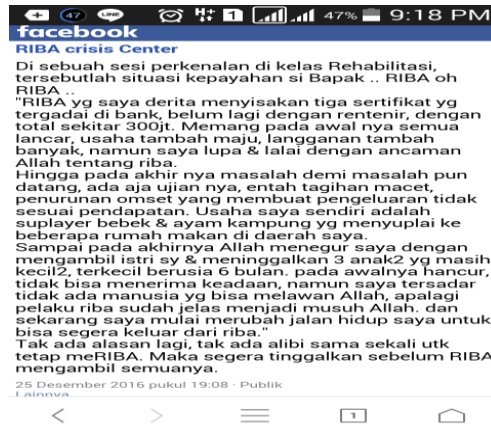 47 LINE H+ 1 47% 9:18 PM
facebook
RIBA crisis Center
Di sebuah sesi perkenalan di kelas Rehabilitasi,
tersebutlah situasi kepayahan si Bapak .. RIBA oh
RIBA ..
"RIBA yg saya derita menyisakan tiga sertifikat yg
tergadai di bank, belum lagi dengan rentenir, dengan
total sekitar 300jt. Memang pada awal nya semua
lancar, usaha tambah maju, langganan tambah
banyak, namun saya lupa & lalai dengan ancaman
Allah tentang riba.
Hingga pada akhir nya masalah demi masalah pun
datang, ada aja ujian nya, entah tagihan macet,
penurunan omset yang membuat pengeluaran tidak
sesuai pendapatan. Usaha saya sendiri adalah
suplayer bebek & ayam kampung yg menyuplai ke
beberapa rumah makan di daerah saya.
Sampai pada akhirnya Allah menegur saya dengan
mengambil istri sy & meninggalkan 3 anak2 yg masih
kecil2, terkecil berusia 6 bulan. pada awalnya hancur,
tidak bisa menerima keadaan, namun saya tersadar
tidak ada manusia yg bisa melawan Allah, apalagi
pelaku riba sudah jelas menjadi musuh Allah. dan
sekarang saya mulai merubah jalan hidup saya untuk
bisa segera keluar dari riba."
Tak ada alasan lagi, tak ada alibi sama sekali utk
tetap meRIBA. Maka segera tinggalkan sebelum RIBA
mengambil semuanya.
25 Desember 2016 pukul 19:08 · Publik
Lainnya
1